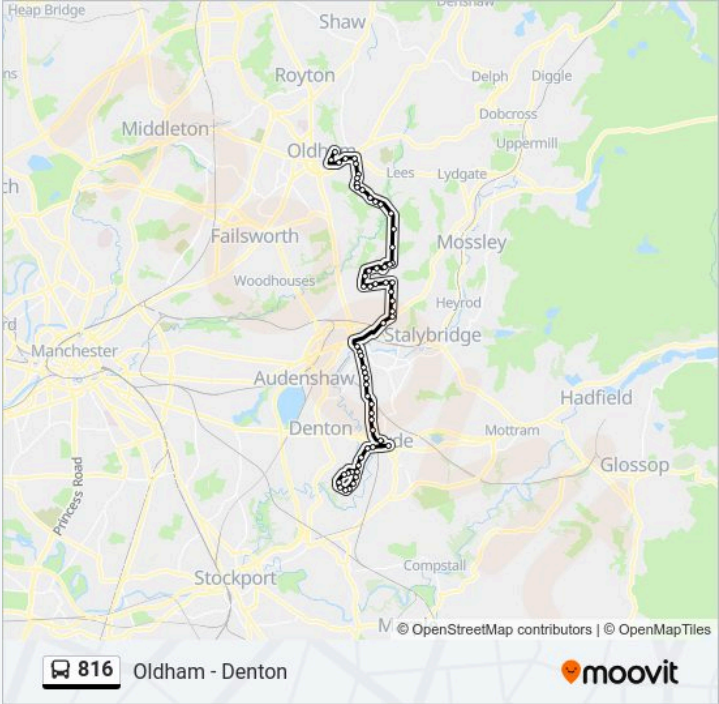 Heap Bridge
Shaw
Denshaw
Royton
Delph
Diggle
Dobcross
Middleton
Uppermill
Oldham
Lees
Lydgate
Failsworth
Mossley
Woodhouses
Heyrod
Stalybridge
Manchester
Audenshaw
Hadfield
Denton
Mottram
Glossop
Princess Road
Compstall
Stockport
© OpenStreetMap contributors | © OpenMapTiles
816 Oldham - Denton
moovit